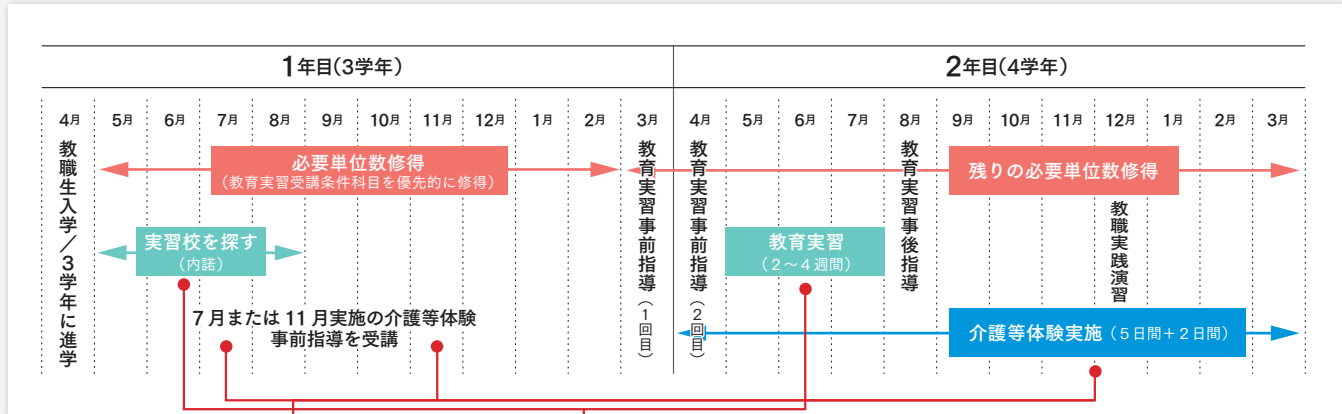 1年目(3学年)
2年目(4学年)
4月 5月 6月 7月 8月 9月 10月 11月 12月 1月 2月 3月 4月 5月 6月 7月 8月 9月 10月 11月 12月 1月 2月 3月
教職生入学／3学年に進学
必要単位数修得
(教育実習受講条件科目を優先的に修得)
実習校を探す
(内諾)
7月または11月実施の介護等体験
事前指導を受講
教育実習事前指導(1回目)
教育実習事前指導(2回目)
教育実習
(2〜4週間)
教育実習事後指導
残りの必要単位数修得
教職実践演習
介護等体験実施(5日間+2日間)